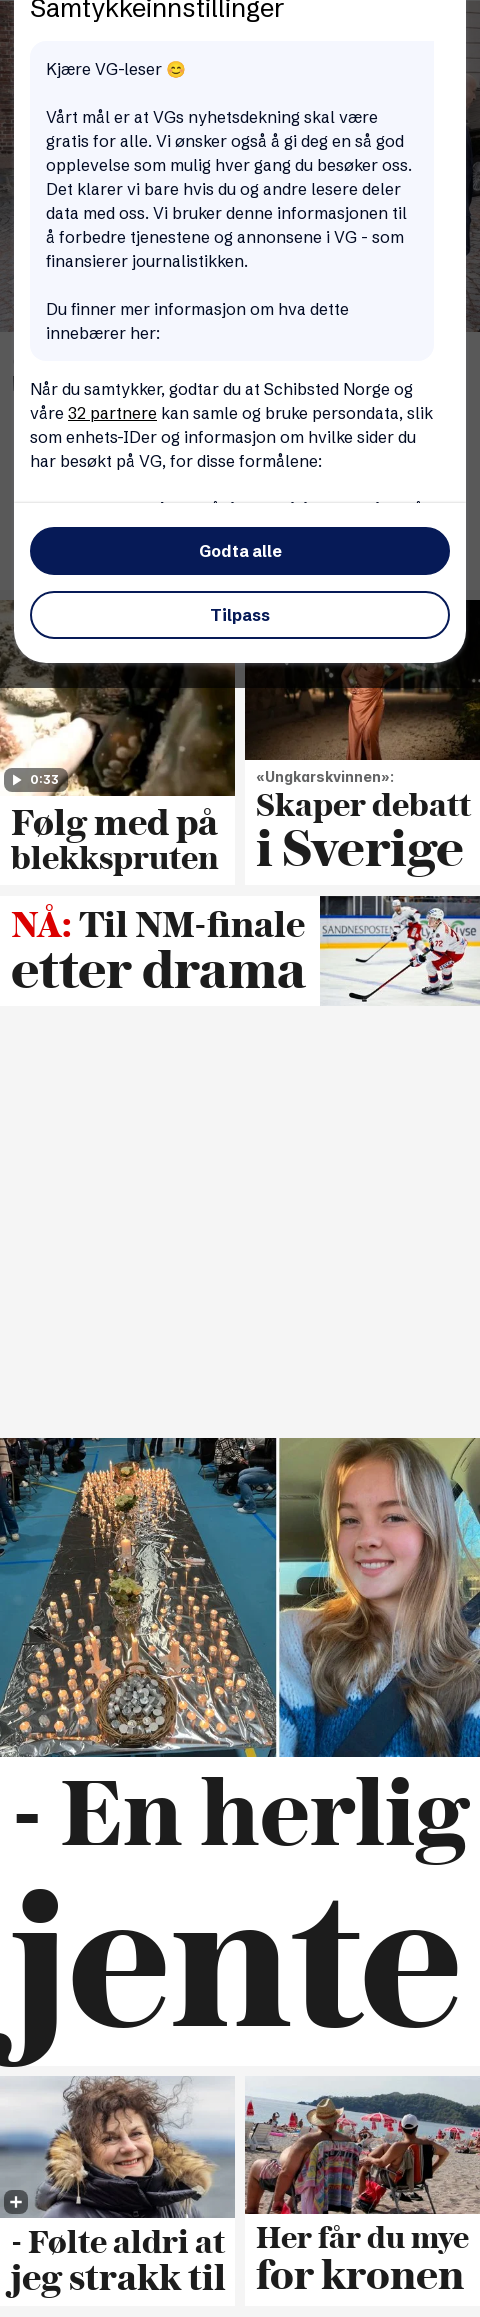 Samtykkeinnstillinger
Kjære VG-leser 😊
Vårt mål er at VGs nyhetsdekning skal være
gratis for alle. Vi ønsker også å gi deg en så god
opplevelse som mulig hver gang du besøker oss.
Det klarer vi bare hvis du og andre lesere deler
data med oss. Vi bruker denne informasjonen til
å forbedre tjenestene og annonsene i VG - som
finansierer journalistikken.
Du finner mer informasjon om hva dette
innebærer her:
Når du samtykker, godtar du at Schibsted Norge og
våre 32 partnere kan samle og bruke persondata, slik
som enhets-IDer og informasjon om hvilke sider du
har besøkt på VG, for disse formålene:
Godta alle
Tilpass
0:33
Følg med på
blekkspruten
«Ungkarskvinnen»:
Skaper debatt
i Sverige
NÅ: Til NM-finale
etter drama
SANDNESPOSTEN
lyse
72
- En herlig
jente
- Følte aldri at
jeg strakk til
Her får du mye
for kronen